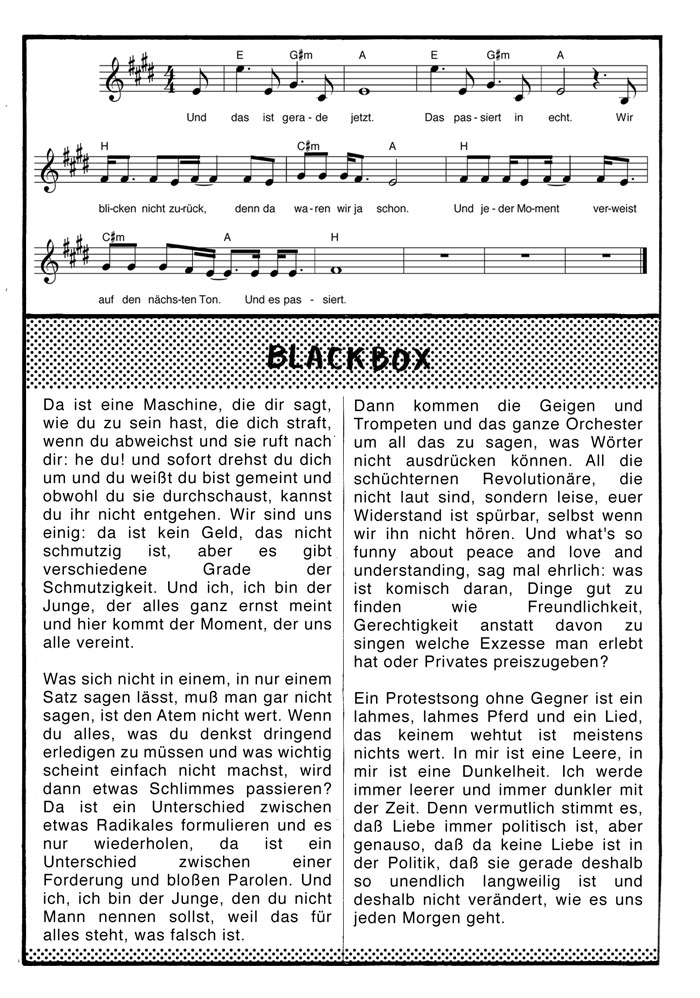 E G♯m A E G♯m A
Und das ist gera - de jetzt. Das pas - siert in echt. Wir
H C♯m A H
bli-cken nicht zu-rück, denn da wa - ren wir ja schon. Und je - der Mo-ment ver-weist
C♯m A H
auf den nächs-ten Ton. Und es pas - siert.
BLACKBOX
Da ist eine Maschine, die dir sagt,
wie du zu sein hast, die dich straft,
wenn du abweichst und sie ruft nach
dir: he du! und sofort drehst du dich
um und du weißt du bist gemeint und
obwohl du sie durchschaust, kannst
du ihr nicht entgehen. Wir sind uns
einig: da ist kein Geld, das nicht
schmutzig ist, aber es gibt
verschiedene Grade der
Schmutzigkeit. Und ich, ich bin der
Junge, der alles ganz ernst meint
und hier kommt der Moment, der uns
alle vereint.
Was sich nicht in einem, in nur einem
Satz sagen lässt, muß man gar nicht
sagen, ist den Atem nicht wert. Wenn
du alles, was du denkst dringend
erledigen zu müssen und was wichtig
scheint einfach nicht machst, wird
dann etwas Schlimmes passieren?
Da ist ein Unterschied zwischen
etwas Radikales formulieren und es
nur wiederholen, da ist ein
Unterschied zwischen einer
Forderung und bloßen Parolen. Und
ich, ich bin der Junge, den du nicht
Mann nennen sollst, weil das für
alles steht, was falsch ist.
Dann kommen die Geigen und
Trompeten und das ganze Orchester
um all das zu sagen, was Wörter
nicht ausdrücken können. All die
schüchternen Revolutionäre, die
nicht laut sind, sondern leise, euer
Widerstand ist spürbar, selbst wenn
wir ihn nicht hören. Und what's so
funny about peace and love and
understanding, sag mal ehrlich: was
ist komisch daran, Dinge gut zu
finden wie Freundlichkeit,
Gerechtigkeit anstatt davon zu
singen welche Exzesse man erlebt
hat oder Privates preiszugeben?
Ein Protestsong ohne Gegner ist ein
lahmes, lahmes Pferd und ein Lied,
das keinem wehtut ist meistens
nichts wert. In mir ist eine Leere, in
mir ist eine Dunkelheit. Ich werde
immer leerer und immer dunkler mit
der Zeit. Denn vermutlich stimmt es,
daß Liebe immer politisch ist, aber
genauso, daß da keine Liebe ist in
der Politik, daß sie gerade deshalb
so unendlich langweilig ist und
deshalb nicht verändert, wie es uns
jeden Morgen geht.